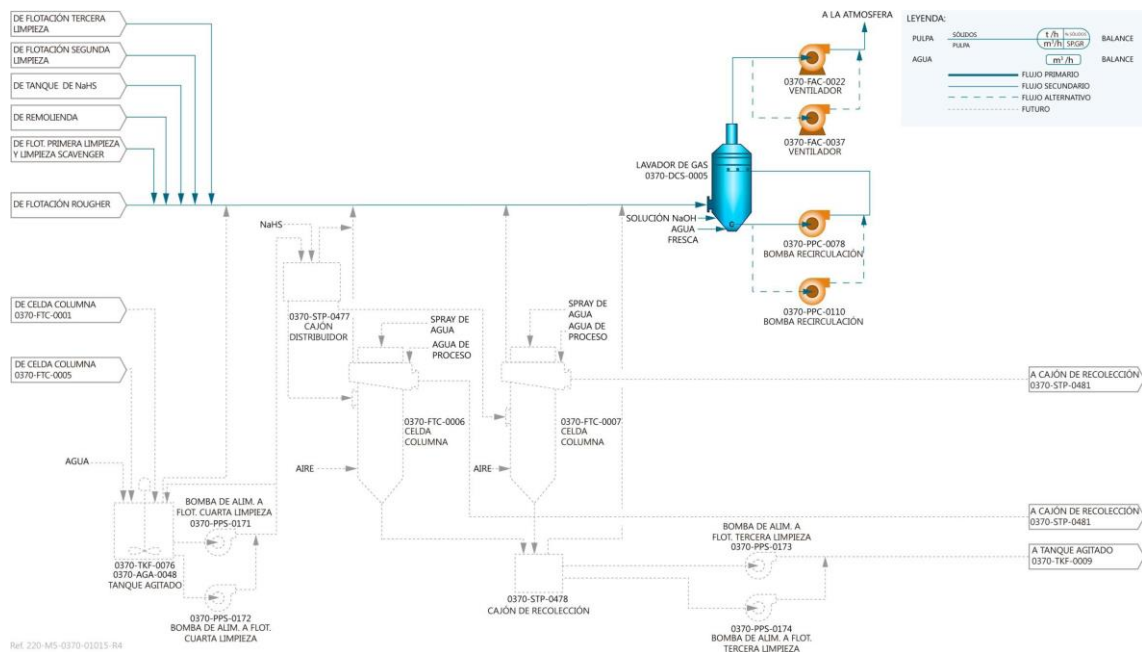 DE FLOTACIÓN TERCERA
LIMPIEZA
DE FLOTACIÓN SEGUNDA
LIMPIEZA
DE TANQUE DE NaHS
DE REMOLIENDA
DE FLOT. PRIMERA LIMPIEZA
Y LIMPIEZA SCAVENGER
DE FLOTACIÓN ROUGHER
A LA ATMOSFERA
0370-FAC-0022
VENTILADOR
0370-FAC-0037
VENTILADOR
LEYENDA:
PULPA
SÓLIDOS
PULPA
t/h
% SÓLIDOS
m³/h
SP.GR
BALANCE
AGUA
m³/h
BALANCE
FLUJO PRIMARIO
FLUJO SECUNDARIO
FLUJO ALTERNATIVO
FUTURO
LAVADOR DE GAS
0370-DCS-0005
SOLUCIÓN NaOH
AGUA
FRESCA
0370-PPC-0078
BOMBA RECIRCULACIÓN
0370-PPC-0110
BOMBA RECIRCULACIÓN
NaHS
0370-STP-0477
CAJÓN
DISTRIBUIDOR
DE CELDA COLUMNA
0370-FTC-0001
DE CELDA COLUMNA
0370-FTC-0005
SPRAY DE
AGUA
AGUA DE
PROCESO
SPRAY DE
AGUA
AGUA DE
PROCESO
0370-FTC-0006
CELDA
COLUMNA
0370-FTC-0007
CELDA
COLUMNA
A CAJÓN DE RECOLECCIÓN
0370-STP-0481
AGUA
AIRE
AIRE
BOMBA DE ALIM. A
FLOT. CUARTA LIMPIEZA
0370-PPS-0171
0370-TKF-0076
0370-AGA-0048
TANQUE AGITADO
0370-PPS-0172
BOMBA DE ALIM. A FLOT.
CUARTA LIMPIEZA
0370-STP-0478
CAJÓN DE RECOLECCIÓN
BOMBA DE ALIM. A
FLOT. TERCERA LIMPIEZA
0370-PPS-0173
0370-PPS-0174
BOMBA DE ALIM. A FLOT.
TERCERA LIMPIEZA
A CAJÓN DE RECOLECCIÓN
0370-STP-0481
A TANQUE AGITADO
0370-TKF-0009
Ref. 220-M5-0370-01015-R4